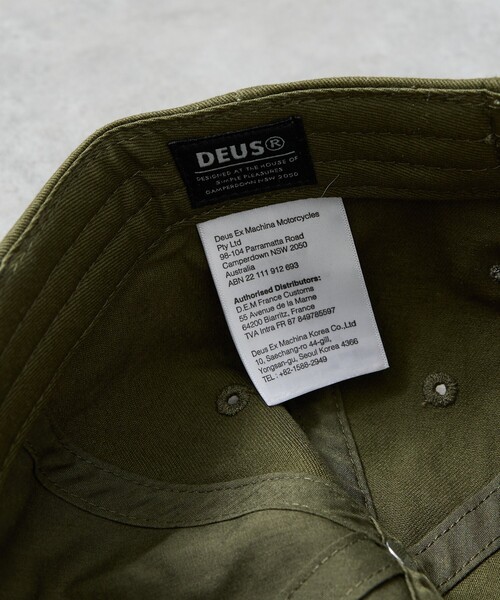 DEUS®
DESIGNED AT THE HOUSE OF
SIMPLE PLEASURES
CAMPERDOWN NSW 2050
Deus Ex Machina Motorcycles
Pty Ltd
98-104 Parramatta Road
Camperdown NSW 2050
Australia
ABN 22 111 912 693
Authorised Distributors:
D.E.M France Customs
55 Avenue de la Marne
64200 Biarritz, France
TVA Intra FR 87 849785597
Deus Ex Machina Korea Co.,Ltd
10, Saechang-ro 44-gill,
Yongsan-gu, Seoul Korea 4366
TEL : +82-1588-2949